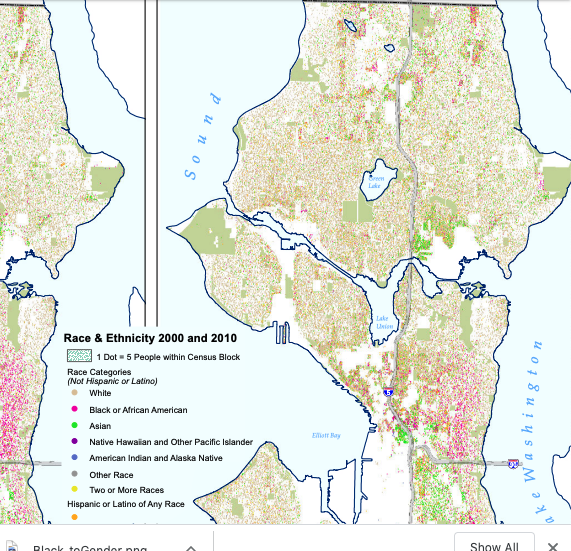 Sound
Green
Lake
Lake
Union
Race & Ethnicity 2000 and 2010
1 Dot = 5 People within Census Block
Race Categories
(Not Hispanic or Latino)
White
Black or African American
Asian
Native Hawaiian and Other Pacific Islander
American Indian and Alaska Native
Other Race
Two or More Races
Hispanic or Latino of Any Race
Elliott Bay
5
90
ake Washington
Black_toGender.png
Show All